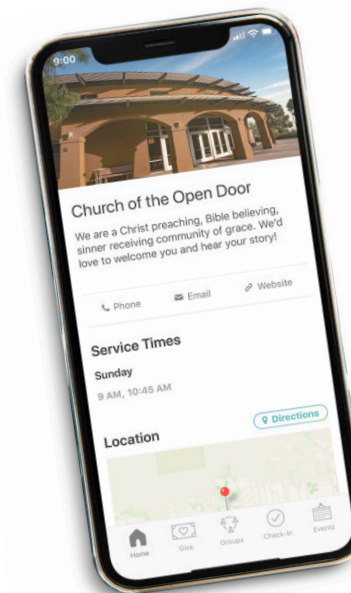 9:00
Church of the Open Door
We are a Christ preaching, Bible believing,
sinner receiving community of grace. We'd
love to welcome you and hear your story!
Phone Email Website
Service Times
Sunday
9 AM, 10:45 AM
Location Directions
Home Give Groups Check-In Events